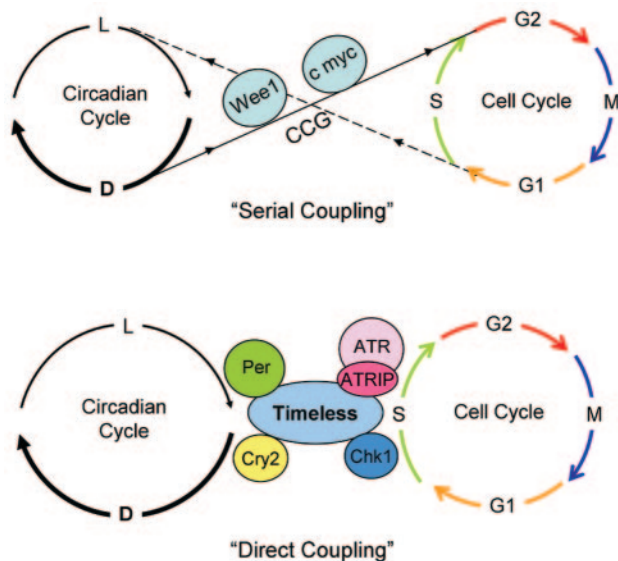 L
Circadian
Cycle
D
Wee1
c myc
CCG
G2
S
Cell Cycle
M
G1
“Serial Coupling”
L
Circadian
Cycle
D
Per
ATR
ATRIP
Timeless
Cry2
Chk1
G2
S
Cell Cycle
M
G1
“Direct Coupling”